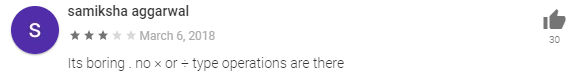 S
samiksha aggarwal
March 6, 2018
30
Its boring . no × or ÷ type operations are there